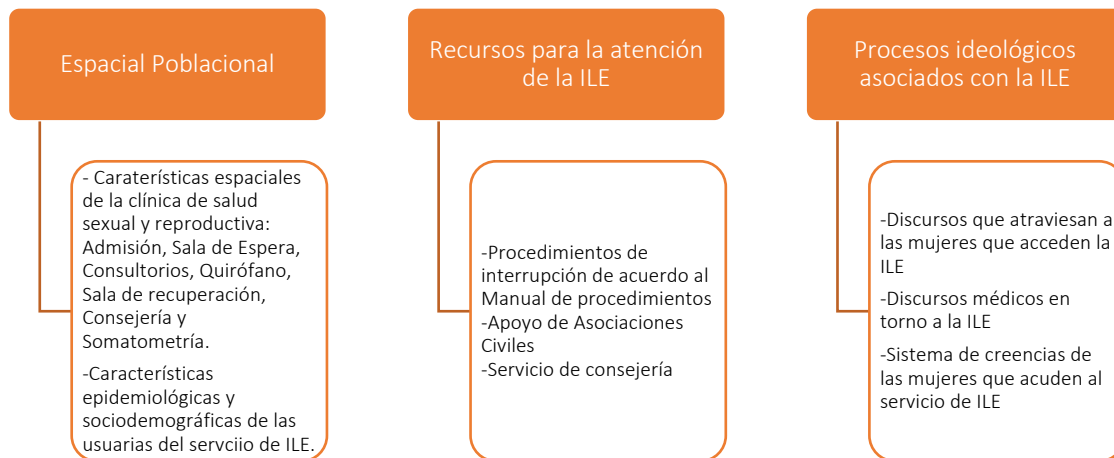 Espacial Poblacional
- Caraterísticas espaciales
de la clínica de salud
sexual y reproductiva:
Admisión, Sala de Espera,
Consultorios, Quirófano,
Sala de recuperación,
Consejería y
Somatometría.
-Características
epidemiológicas y
sociodemográficas de las
usuarias del servciio de ILE.
Recursos para la atención
de la ILE
-Procedimientos de
interrupción de acuerdo al
Manual de procedimientos
-Apoyo de Asociaciones
Civiles
-Servicio de consejería
Procesos ideológicos
asociados con la ILE
-Discursos que atraviesan a
las mujeres que acceden la
ILE
-Discursos médicos en
torno a la ILE
-Sistema de creencias de
las mujeres que acuden al
servicio de ILE